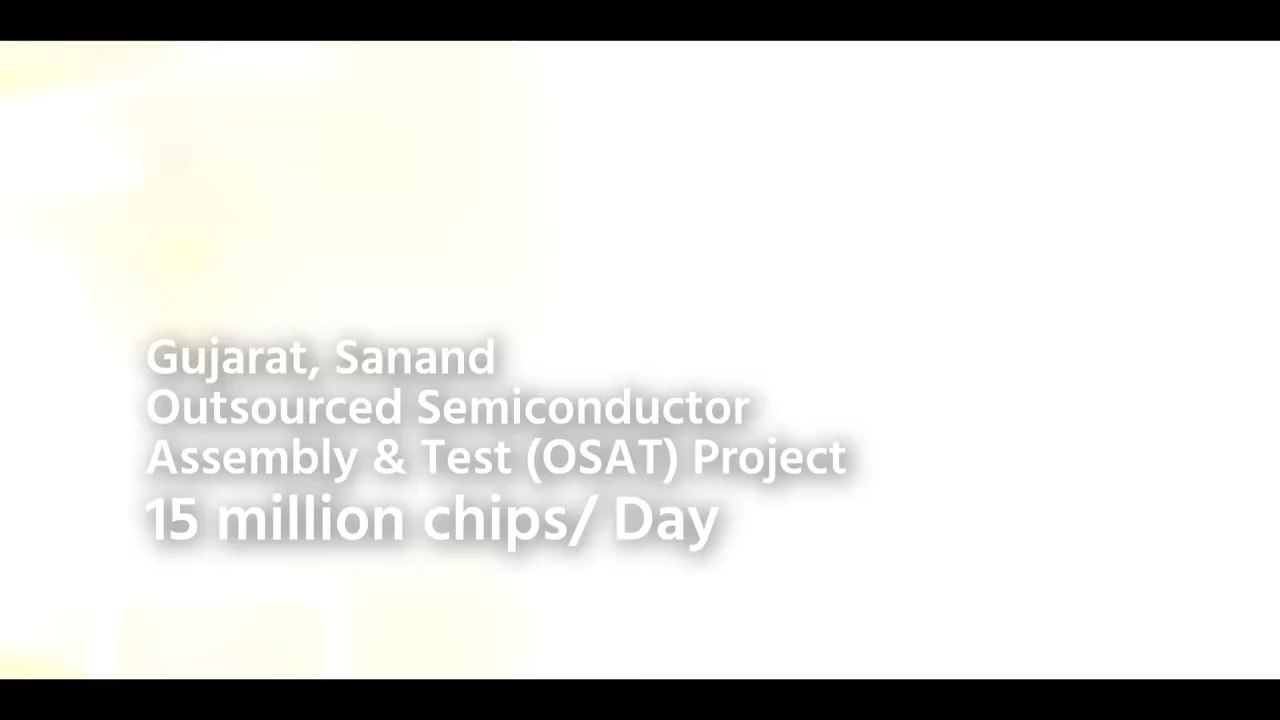 Gujarat, Sanand
Outsourced Semiconductor
Assembly & Test (OSAT) Project
15 million chips/ Day